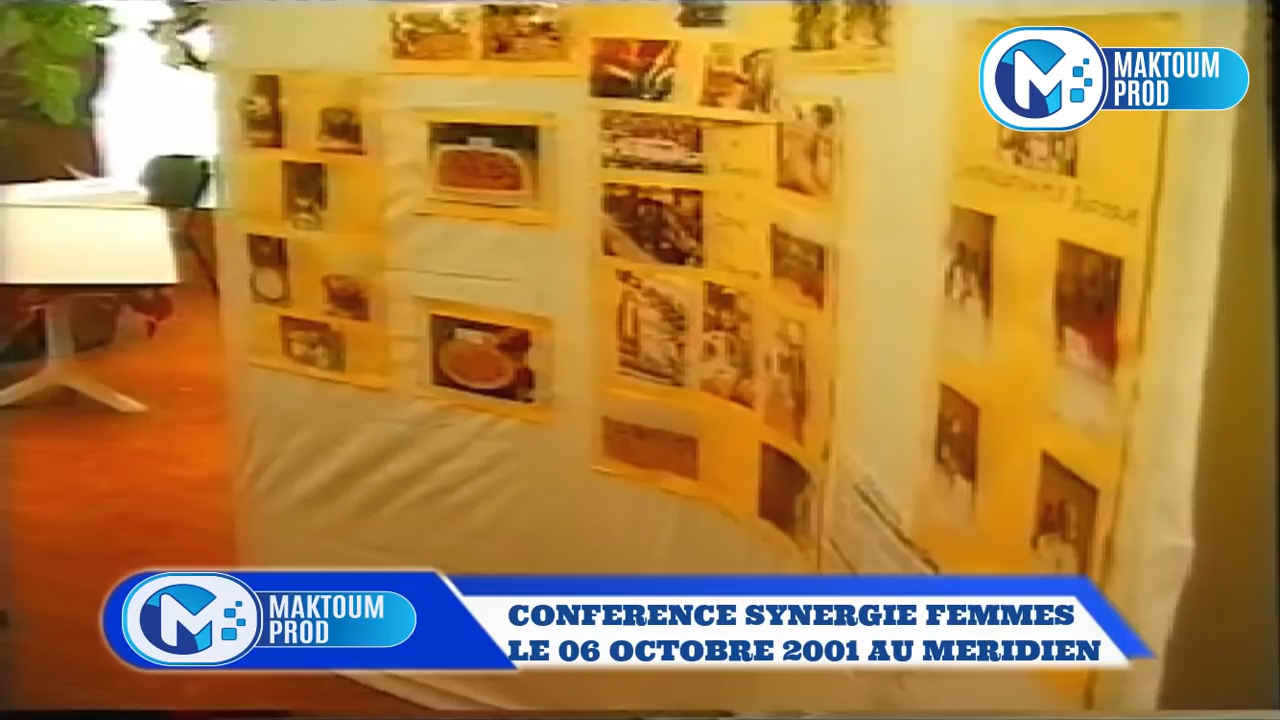 MAKTOUM
PROD
MAKTOUM
PROD
CONFERENCE SYNERGIE FEMMES
LE 06 OCTOBRE 2001 AU MERIDIEN